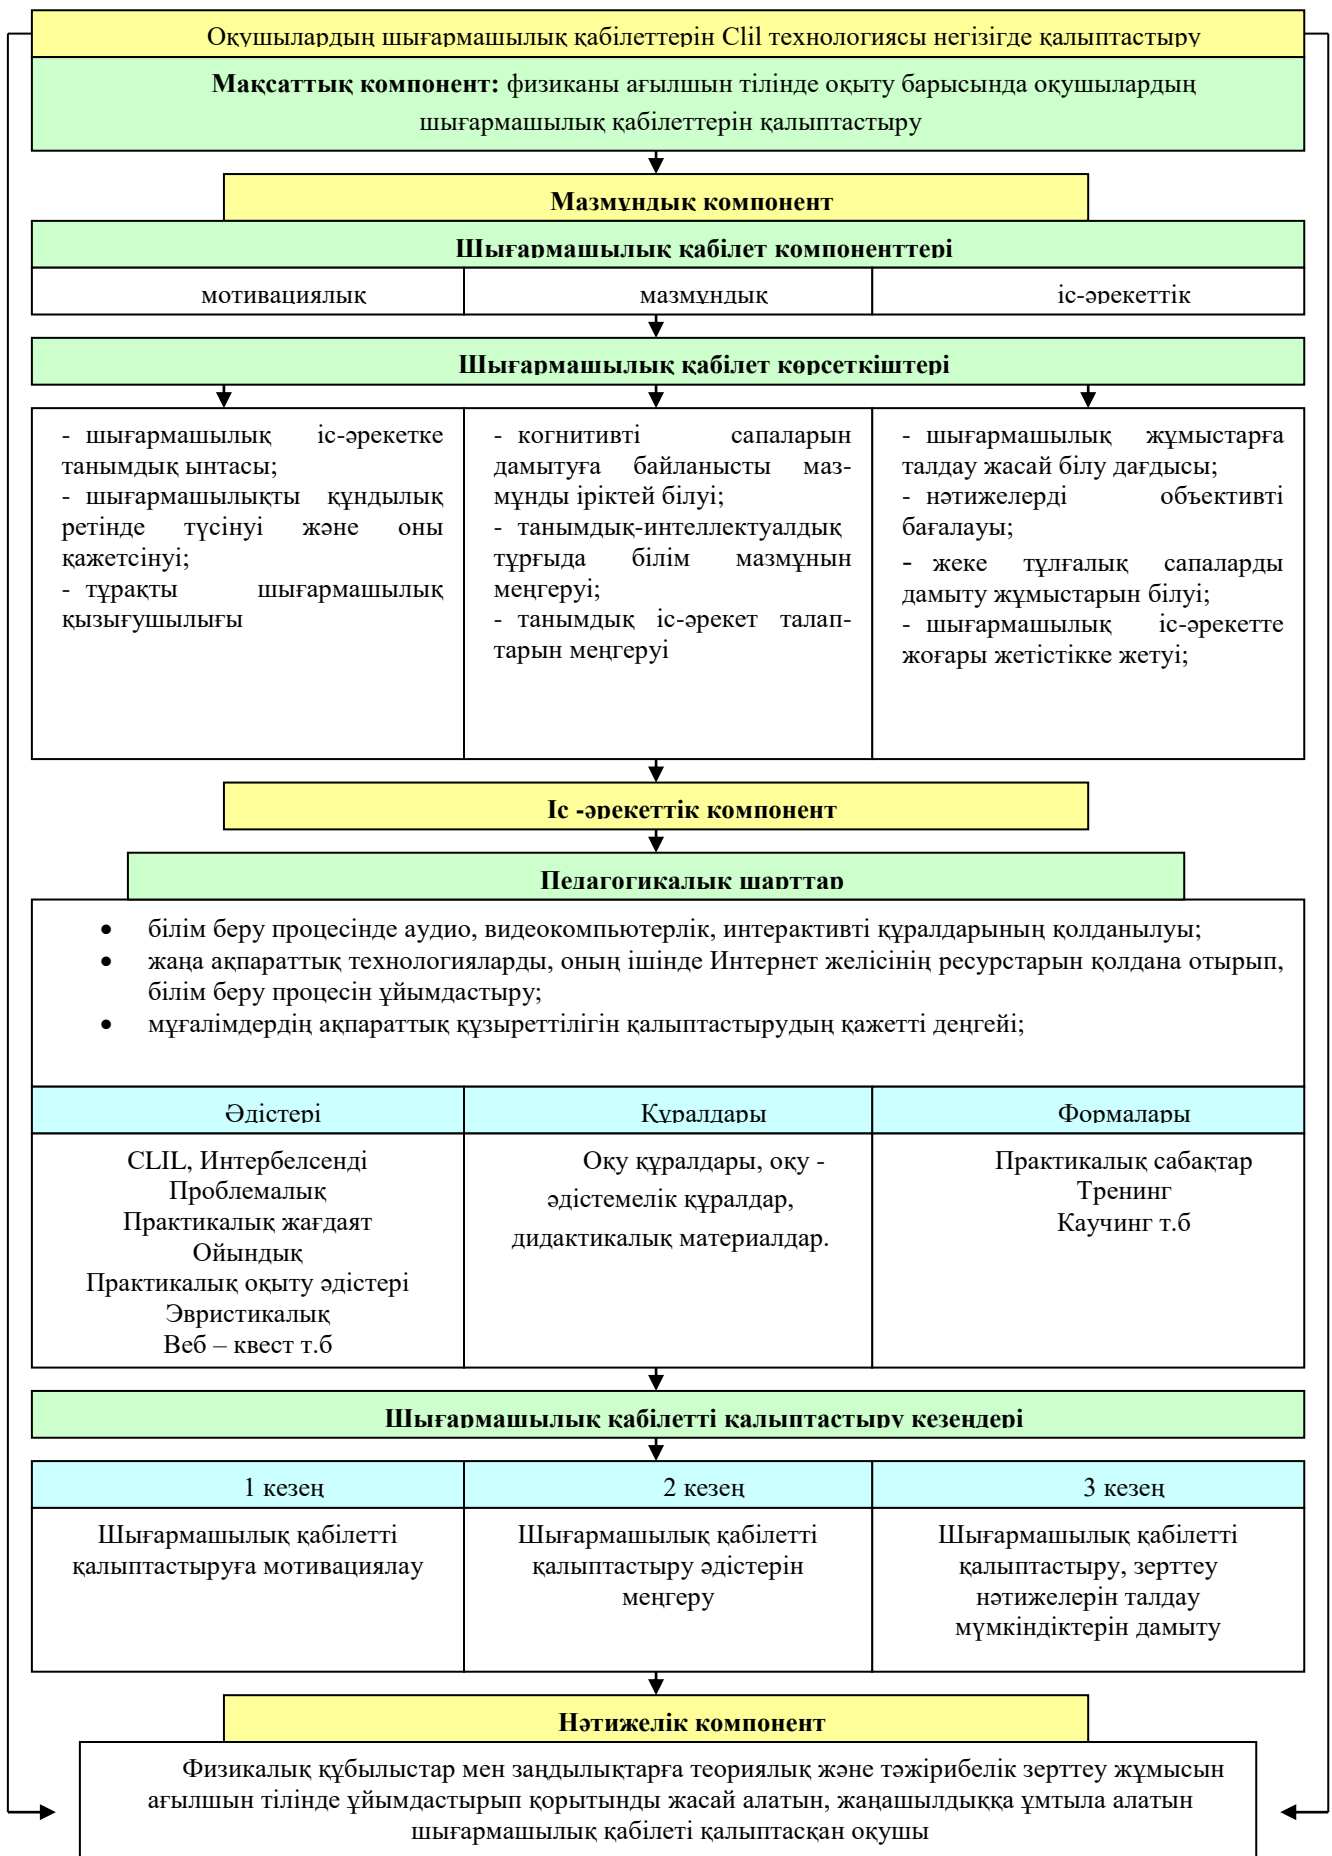 Оқушылардың шығармашылық қабілеттерін Clil технологиясы негізігде қалыптастыру
Мақсаттық компонент: физиканы ағылшын тілінде оқыту барысында оқушылардың
шығармашылық қабілеттерін қалыптастыру
Мазмұндық компонент
Шығармашылық қабілет компоненттері
мотивациялық
мазмұндық
іс-әрекеттік
Шығармашылық қабілет көрсеткіштері
- шығармашылық іс-әрекетке
танымдық ынтасы;
- шығармашылықты құндылық
ретінде түсінуі және оны
қажетсінуі;
- тұрақты шығармашылық
қызығушылығы
- когнитивті сапаларын
дамытуға байланысты маз-
мұнды іріктей білуі;
- танымдық-интеллектуалдық
тұрғыда білім мазмұнын
меңгеруі;
- танымдық іс-әрекет талап-
тарын меңгеруі
- шығармашылық жұмыстарға
талдау жасай білу дағдысы;
- нәтижелерді объективті
бағалауы;
- жеке тұлғалық сапаларды
дамыту жұмыстарын білуі;
- шығармашылық іс-әрекетте
жоғары жетістікке жетуі;
Іс -әрекеттік компонент
Педагогикалық шарттар
• білім беру процесінде аудио, видеокомпьютерлік, интерактивті құралдарының қолданылуы;
• жаңа ақпараттық технологияларды, оның ішінде Интернет желісінің ресурстарын қолдана отырып,
білім беру процесін ұйымдастыру;
• мұғалімдердің ақпараттық құзыреттілігін қалыптастырудың қажетті деңгейі;
Әдістері
Құралдары
Формалары
CLIL, Интербелсенді
Проблемалық
Практикалық жағдаят
Ойындық
Практикалық оқыту әдістері
Эвристикалық
Веб – квест т.б
Оқу құралдары, оқу -
әдістемелік құралдар,
дидактикалық материалдар.
Практикалық сабақтар
Тренинг
Каучинг т.б
Шығармашылық қабілетті қалыптастыру кезеңдері
1 кезең
2 кезең
3 кезең
Шығармашылық қабілетті
қалыптастыруға мотивациялау
Шығармашылық қабілетті
қалыптастыру әдістерін
меңгеру
Шығармашылық қабілетті
қалыптастыру, зерттеу
нәтижелерін талдау
мүмкіндіктерін дамыту
Нәтижелік компонент
Физикалық құбылыстар мен заңдылықтарға теориялық және тәжірибелік зерттеу жұмысын
ағылшын тілінде ұйымдастырып қорытынды жасай алатын, жаңашылдыққа ұмтыла алатын
шығармашылық қабілеті қалыптасқан оқушы